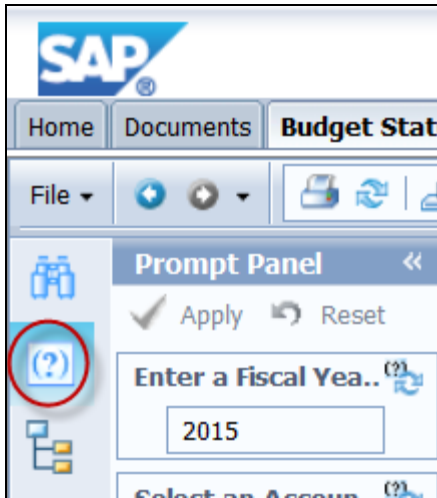 SAP ®
Home Documents Budget Stat
File
Prompt Panel «
Apply Reset
(?) Enter a Fiscal Yea.. (?)
2015
Select an Accoun (?)